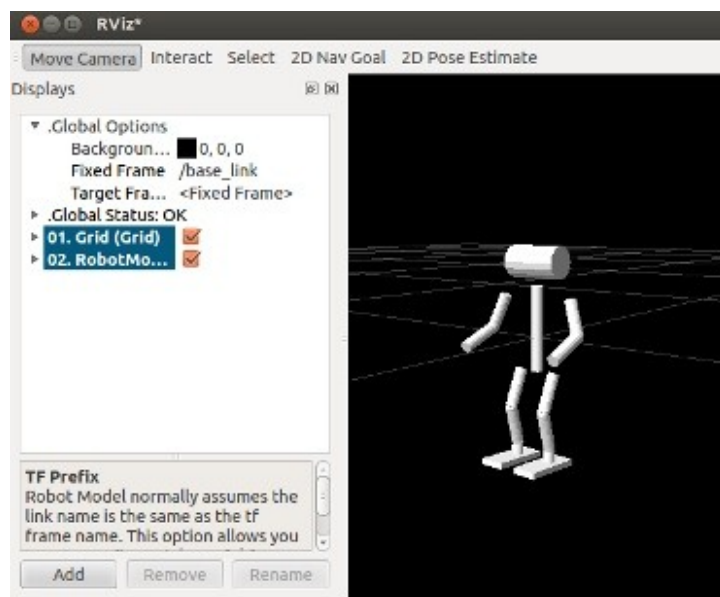 RViz*
Move Camera Interact Select 2D Nav Goal 2D Pose Estimate
Displays
.Global Options
Backgroun... 0, 0, 0
Fixed Frame /base_link
Target Fra... <Fixed Frame>
.Global Status: OK
01. Grid (Grid)
02. RobotMo...
TF Prefix
Robot Model normally assumes the
link name is the same as the tf
frame name. This option allows you
Add Remove Rename